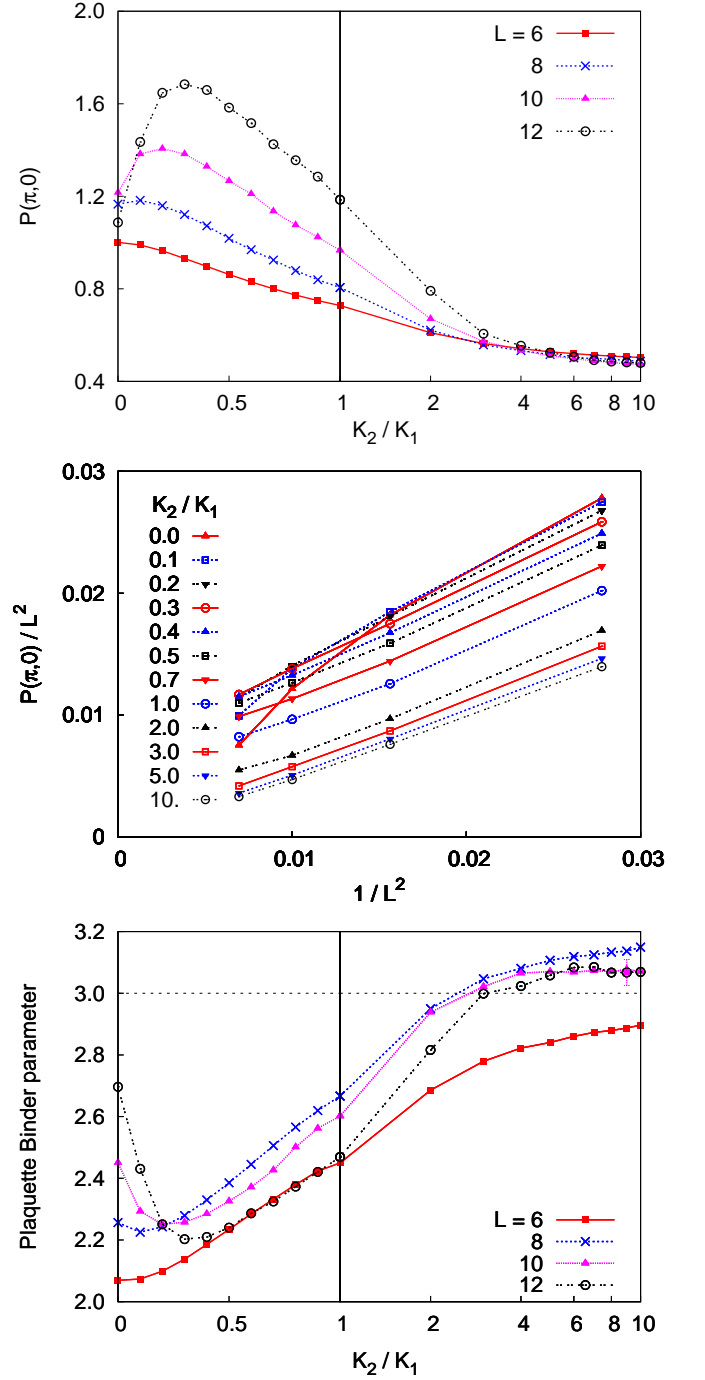 2.0
1.6
1.2
0.8
0.4
P(π,0)
L = 6
8
10
12
0 0.5 1 2 4 6 8 10
K2 / K1
0.03
0.02
0.01
0
P(π,0) / L2
K2 / K1
0.0
0.1
0.2
0.3
0.4
0.5
0.7
1.0
2.0
3.0
5.0
10.
0 0.01 0.02 0.03
1 / L2
3.2
3.0
2.8
2.6
2.4
2.2
2.0
Plaquette Binder parameter
L = 6
8
10
12
0 0.5 1 2 4 6 8 10
K2 / K1